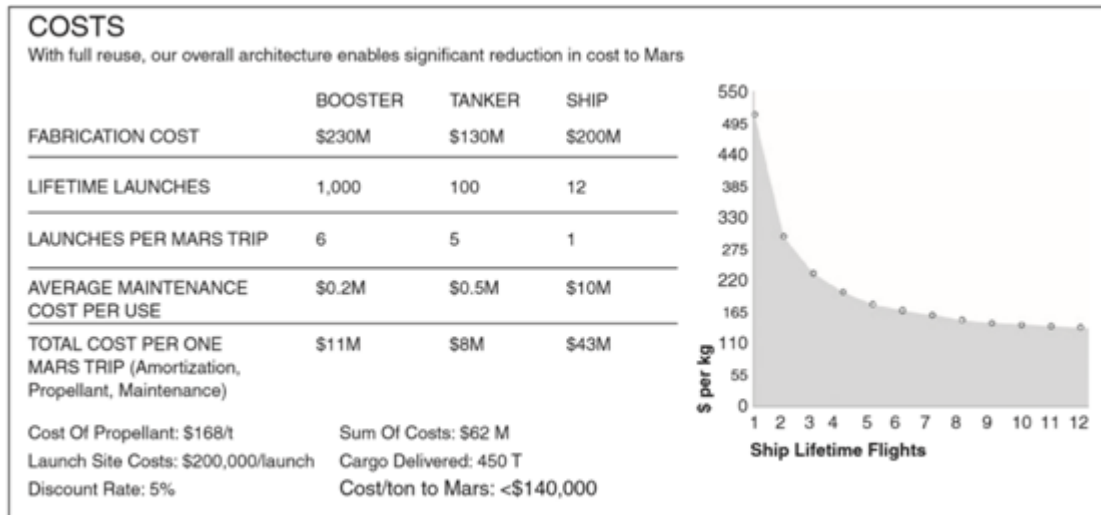 COSTS
With full reuse, our overall architecture enables significant reduction in cost to Mars
BOOSTER TANKER SHIP
FABRICATION COST $230M $130M $200M
LIFETIME LAUNCHES 1,000 100 12
LAUNCHES PER MARS TRIP 6 5 1
AVERAGE MAINTENANCE
COST PER USE $0.2M $0.5M $10M
TOTAL COST PER ONE $11M $8M $43M
MARS TRIP (Amortization,
Propellant, Maintenance)
Cost Of Propellant: $168/t Sum Of Costs: $62 M
Launch Site Costs: $200,000/launch Cargo Delivered: 450 T
Discount Rate: 5% Cost/ton to Mars: <$140,000
550
495
440
385
330
275
220
165
110
55
0
$ per kg
1 2 3 4 5 6 7 8 9 10 11 12
Ship Lifetime Flights